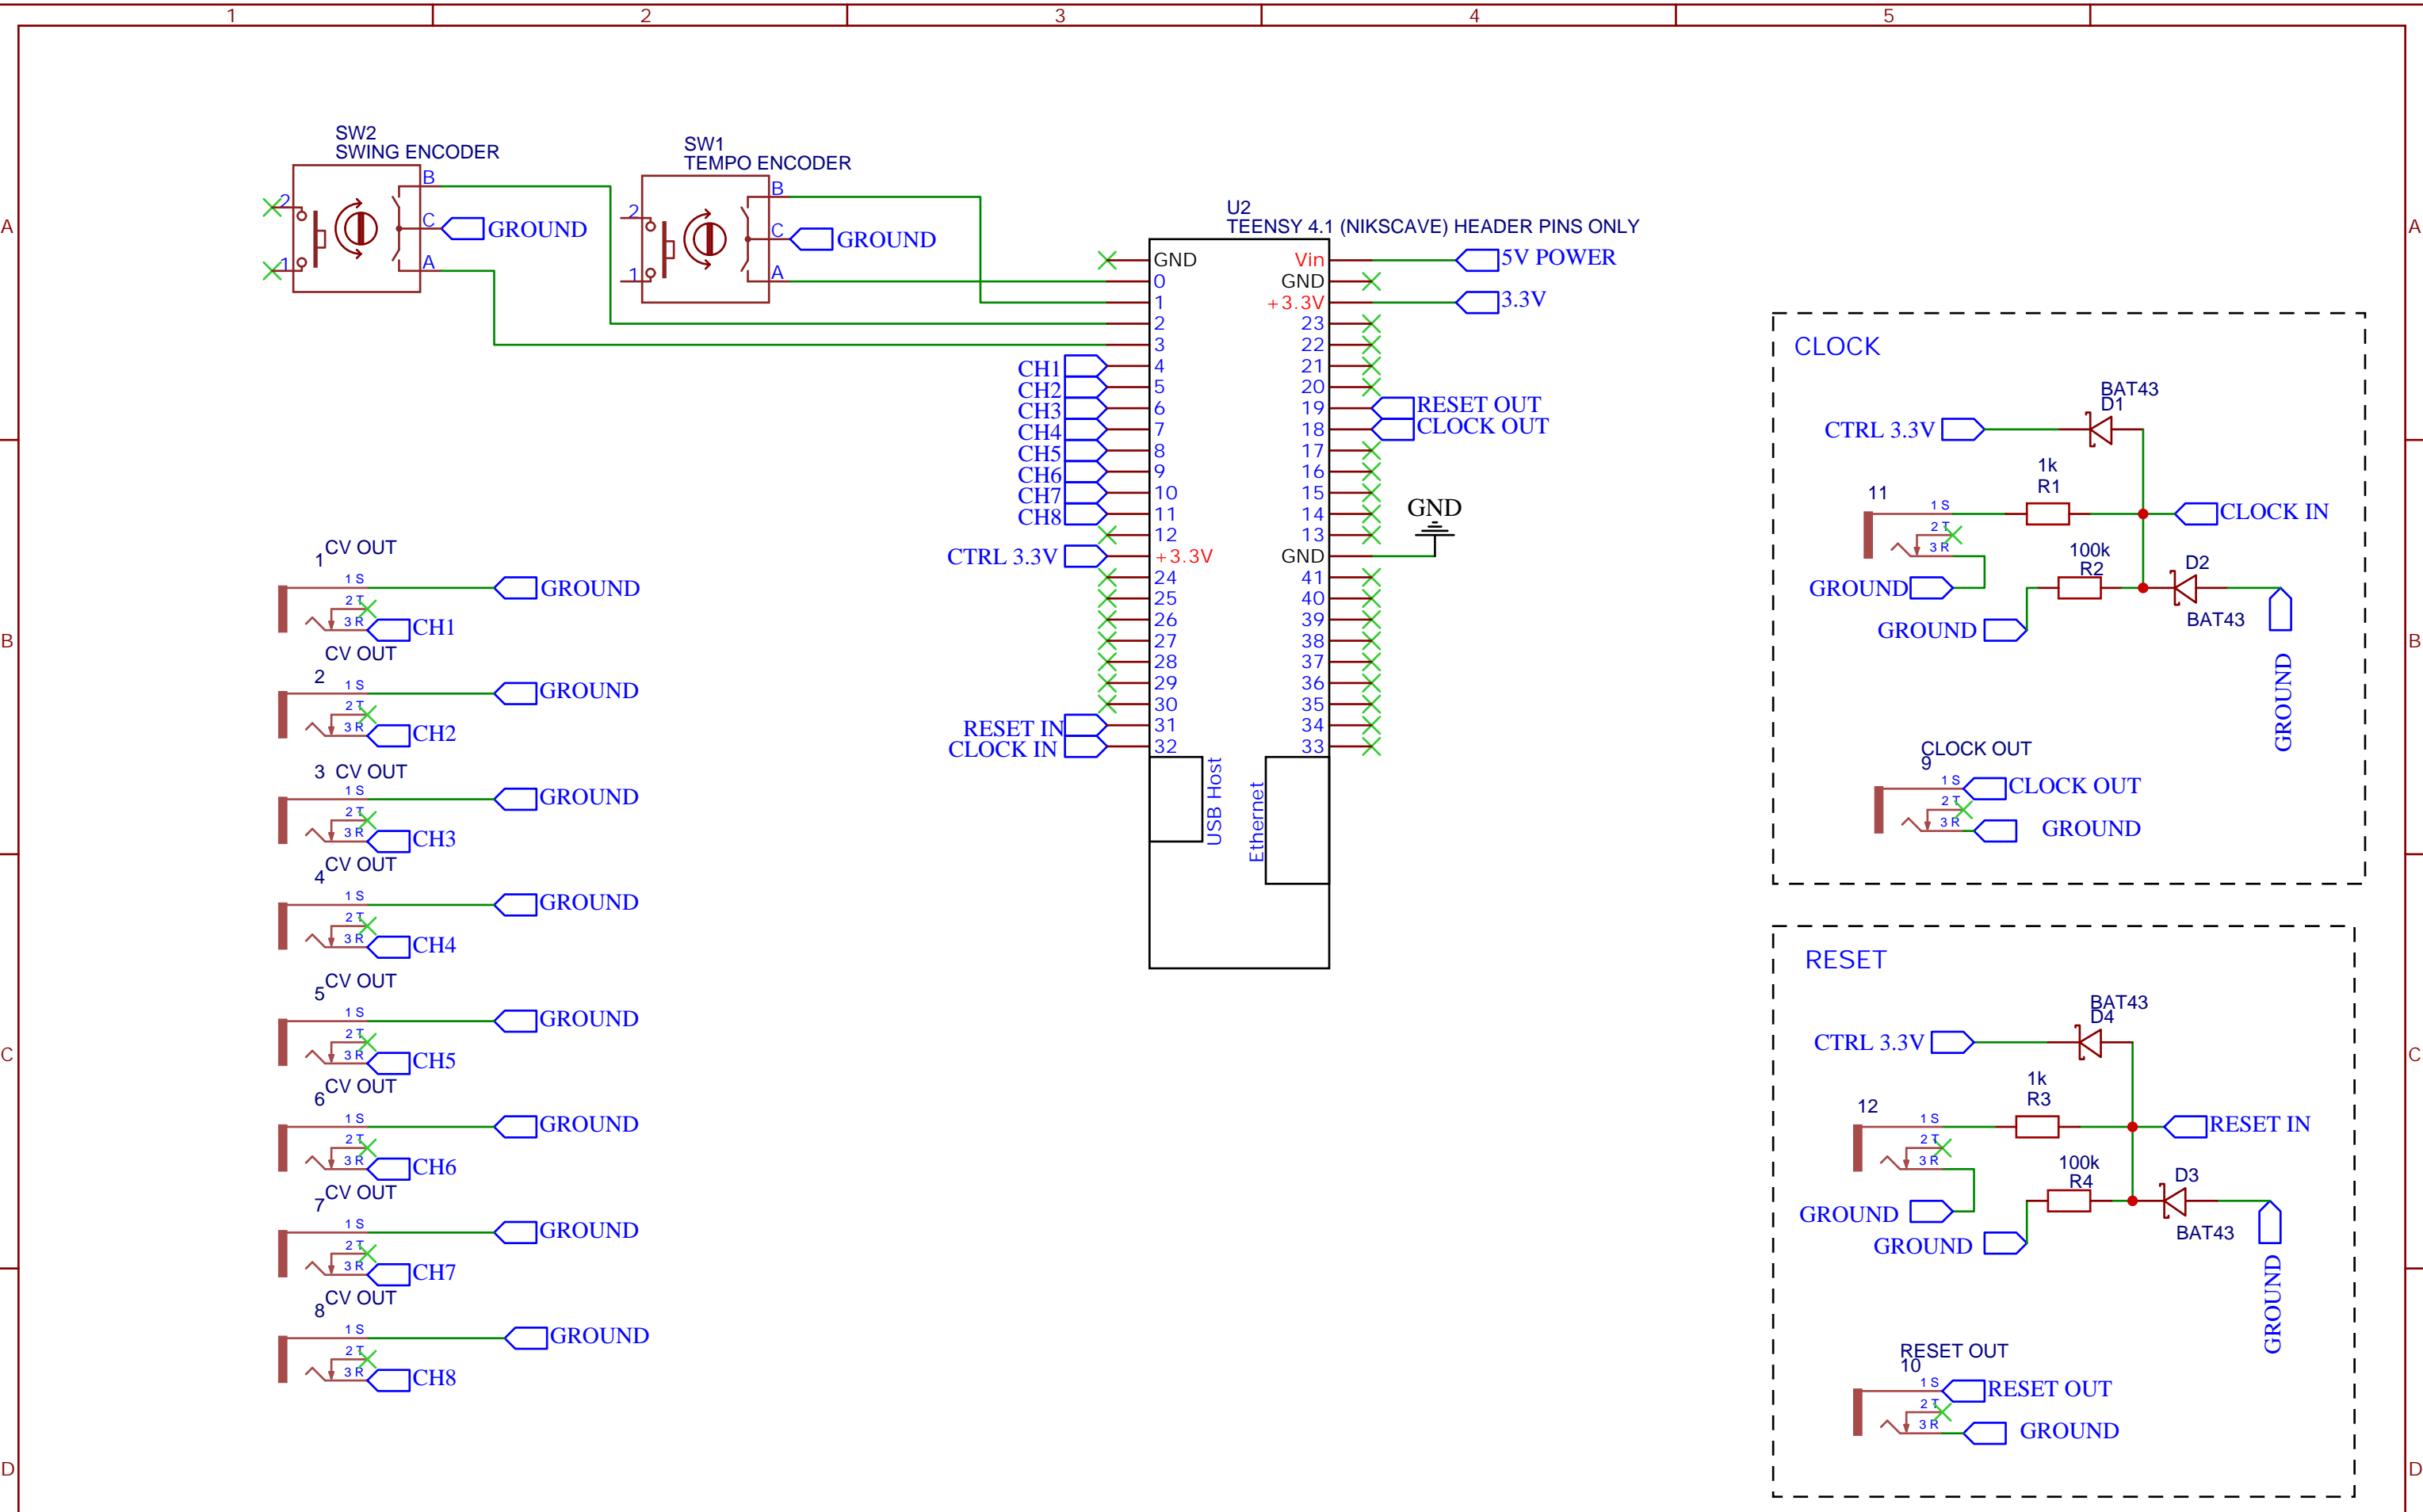 1 2 3 4 5
A A
B B
C C
D D
SW2
SWING ENCODER
2
1
B
C
A
GROUND
SW1
TEMPO ENCODER
2
1
B
C
A
GROUND
U2
TEENSY 4.1 (NIKSCAVE) HEADER PINS ONLY
GND
0
1
2
3
CH1 4
CH2 5
CH3 6
CH4 7
CH5 8
CH6 9
CH7 10
CH8 11
12
CTRL 3.3V +3.3V
24
25
26
27
28
29
30
RESET IN 31
CLOCK IN 32
Vin 5V POWER
GND
+3.3V 3.3V
23
22
21
20
19 RESET OUT
18 CLOCK OUT
17
16
15
14
13
GND GND
41
40
39
38
37
36
35
34
33
USB Host
Ethernet
CV OUT
1
1 S
2 T
3 R
GROUND
CH1
CV OUT
2
1 S
2 T
3 R
GROUND
CH2
3 CV OUT
1 S
2 T
3 R
GROUND
CH3
CV OUT
4
1 S
2 T
3 R
GROUND
CH4
CV OUT
5
1 S
2 T
3 R
GROUND
CH5
CV OUT
6
1 S
2 T
3 R
GROUND
CH6
CV OUT
7
1 S
2 T
3 R
GROUND
CH7
CV OUT
8
1 S
2 T
3 R
GROUND
CH8
CLOCK
BAT43
D1
CTRL 3.3V
1k
R1
11
1 S
2 T
3 R
CLOCK IN
100k
R2
D2
BAT43
GROUND
GROUND
GROUND
CLOCK OUT
9
1 S
2 T
3 R
CLOCK OUT
GROUND
RESET
BAT43
D4
CTRL 3.3V
1k
R3
12
1 S
2 T
3 R
RESET IN
100k
R4
D3
BAT43
GROUND
GROUND
GROUND
RESET OUT
10
1 S
2 T
3 R
RESET OUT
GROUND